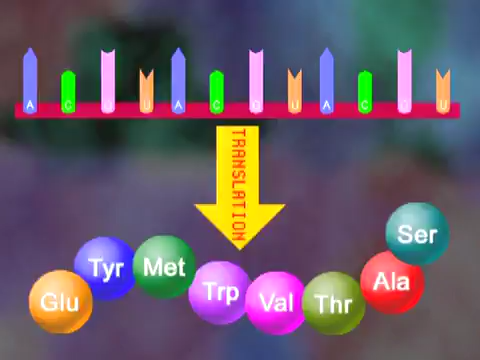 A C G U A C G U A C G U
TRANSLATION
Glu Tyr Met Trp Val Thr Ala Ser